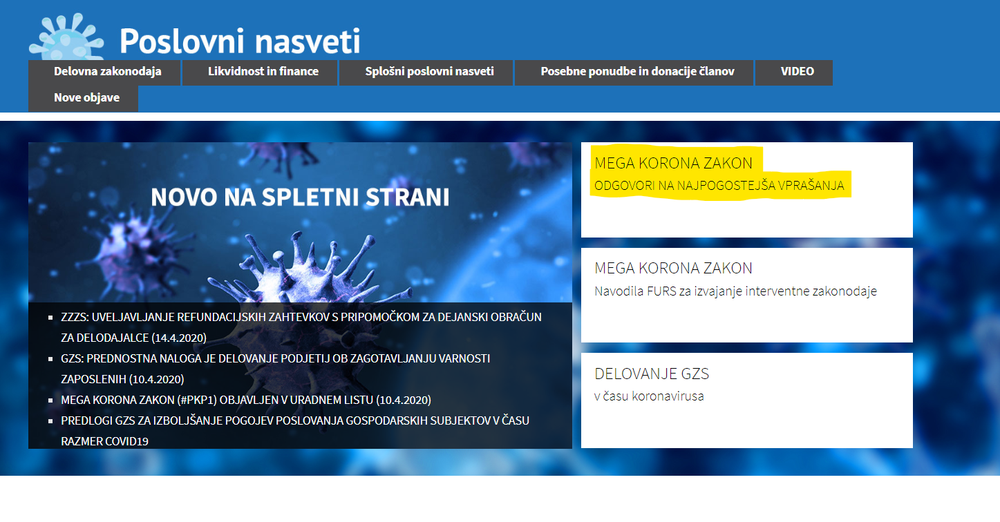 Poslovni nasveti
Delovna zakonodaja
Likvidnost in finance
Splošni poslovni nasveti
Posebne ponudbe in donacije članov
VIDEO
Nove objave
NOVO NA SPLETNI STRANI
ZZZS: UVELJAVLJANJE REFUNDACIJSKIH ZAHTEVKOV S PRIPOMOČKOM ZA DEJANSKI OBRAČUN
ZA DELODAJALCE (14.4.2020)
GZS: PREDNOSTNA NALOGA JE DELOVANJE PODJETIJ OB ZAGOTAVLJANJU VARNOSTI
ZAPOSLENIH (10.4.2020)
MEGA KORONA ZAKON (#PKP1) OBJAVLJEN V URADNEM LISTU (10.4.2020)
PREDLOGI GZS ZA IZBOLJŠANJE POGOJEV POSLOVANJA GOSPODARSKIH SUBJEKTOV V ČASU
RAZMER COVID19
MEGA KORONA ZAKON
ODGOVORI NA NAJPOGOSTEJŠA VPRAŠANJA
MEGA KORONA ZAKON
Navodila FURS za izvajanje interventne zakonodaje
DELOVANJE GZS
v času koronavirusa